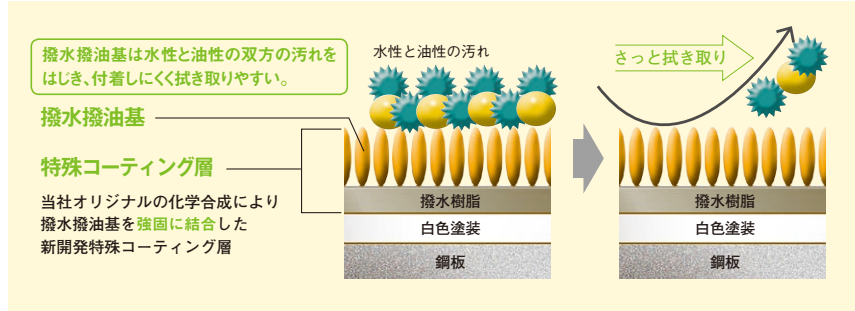 撥水撥油基は水性と油性の双方の汚れを
はじき、付着しにくく拭き取りやすい。
撥水撥油基
特殊コーティング層
当社オリジナルの化学合成により
撥水撥油基を強固に結合した
新開発特殊コーティング層
水性と油性の汚れ
撥水樹脂
白色塗装
鋼板
さっと拭き取り
撥水樹脂
白色塗装
鋼板